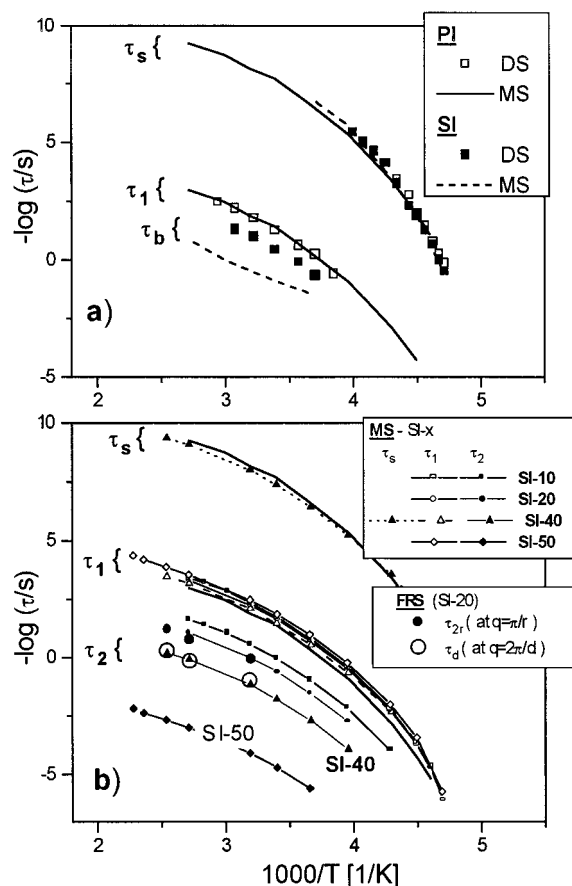 10
5
0
-5
-log (τ/s)
τs {
τ1 {
τb {
a)
PI
DS
MS
SI
DS
MS
2 3 4 5
10
5
0
-5
-log (τ/s)
τs {
τ1 {
τ2 {
SI-50
SI-40
b)
MS - SI-x
τs τ1 τ2
SI-10
SI-20
SI-40
SI-50
FRS (SI-20)
τ2r ( at q=π/r )
τd ( at q=2π/d )
2 3 4 5
1000/T [1/K]